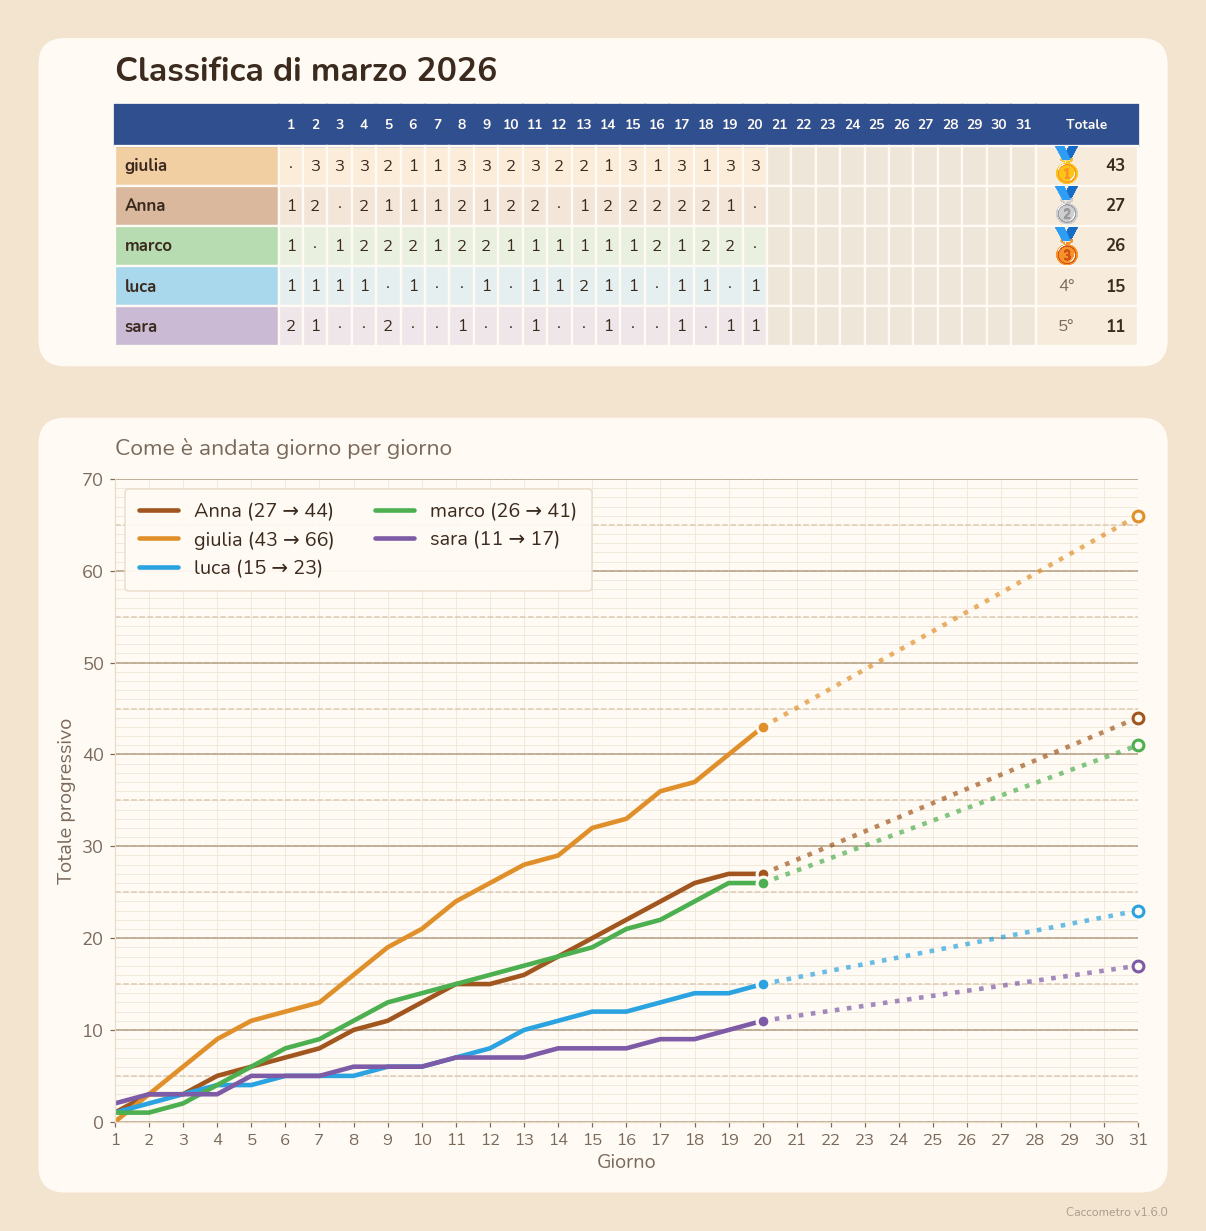 Classifica di marzo 2026
1 2 3 4 5 6 7 8 9 10 11 12 13 14 15 16 17 18 19 20 21 22 23 24 25 26 27 28 29 30 31 Totale
giulia · 3 3 3 2 1 1 3 3 2 3 2 2 1 3 1 3 1 3 3 1 43
Anna 1 2 · 2 1 1 1 2 1 2 2 · 1 2 2 2 2 2 1 · 2 27
marco 1 · 1 2 2 2 1 2 2 1 1 1 1 1 1 2 1 2 2 · 3 26
luca 1 1 1 1 · 1 · · 1 · 1 1 2 1 1 · 1 1 · 1 4° 15
sara 2 1 · · 2 · · 1 · · 1 · · 1 · · 1 · 1 1 5° 11
Come è andata giorno per giorno
Anna (27 → 44) marco (26 → 41)
giulia (43 → 66) sara (11 → 17)
luca (15 → 23)
Totale progressivo
70
60
50
40
30
20
10
0
1 2 3 4 5 6 7 8 9 10 11 12 13 14 15 16 17 18 19 20 21 22 23 24 25 26 27 28 29 30 31
Giorno
Caccometro v1.6.0